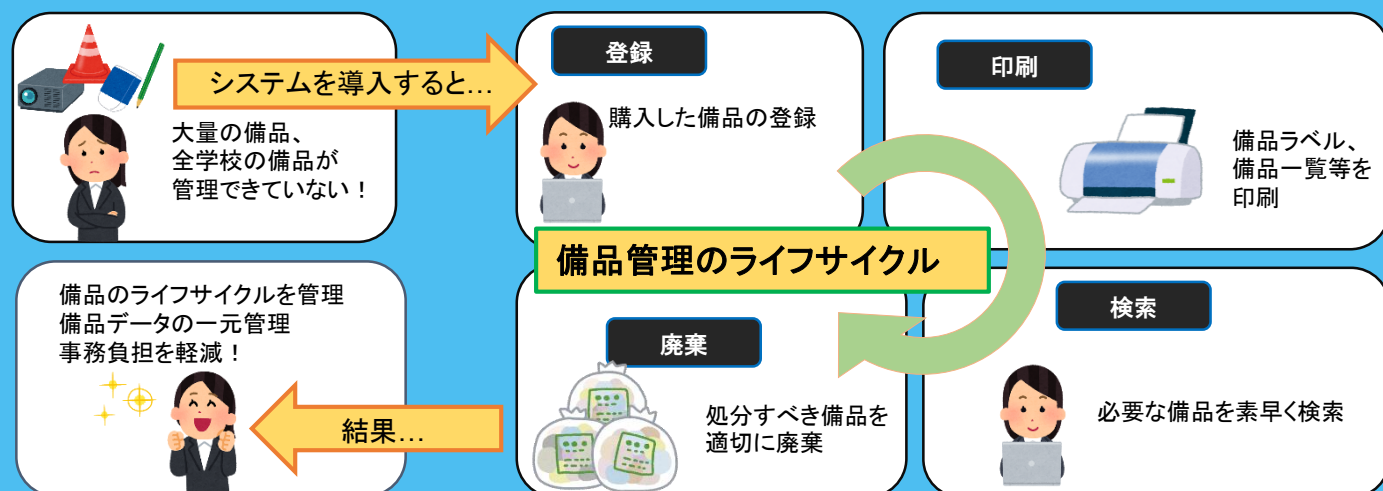 システムを導入すると…
大量の備品、
全学校の備品が
管理できていない！
登録
購入した備品の登録
印刷
備品ラベル、
備品一覧等を
印刷
備品管理のライフサイクル
検索
必要な備品を素早く検索
廃棄
処分すべき備品を
適切に廃棄
結果…
備品のライフサイクルを管理
備品データの一元管理
事務負担を軽減！